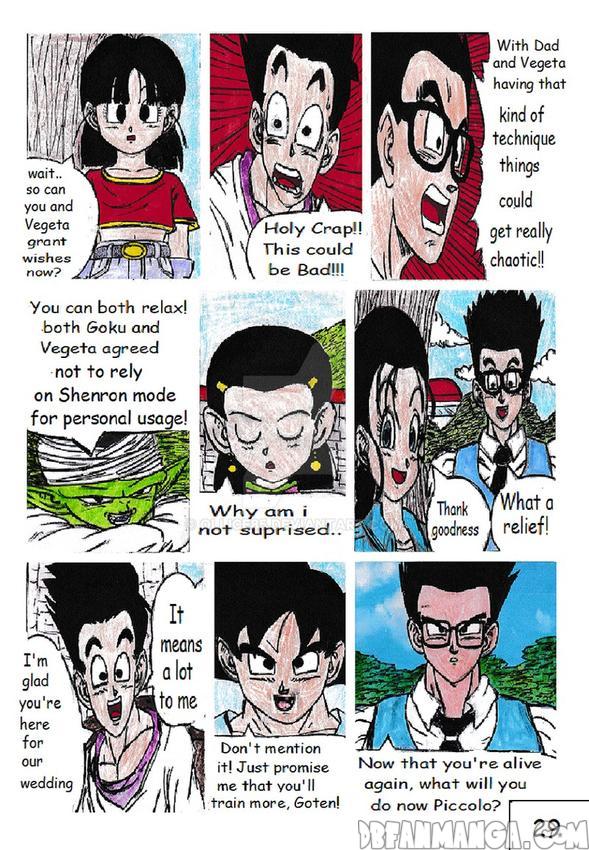 wait..
so can
you and
Vegeta
grant
wishes
now?
Holy Crap!!
This could
be Bad!!!
With Dad
and Vegeta
having that
kind of
technique
things
could
get really
chaotic!!
You can both relax!
both Goku and
Vegeta agreed
not to rely
on Shenron mode
for personal usage!
Why am i
not suprised..
Thank
goodness
What a
relief!
I'm
glad
you're
here
for
our
wedding
It
means
a lot
to me
Don't mention
it! Just promise
me that you'll
train more, Goten!
Now that you're alive
again, what will you
do now Piccolo?
29
DBFANMANGA.COM